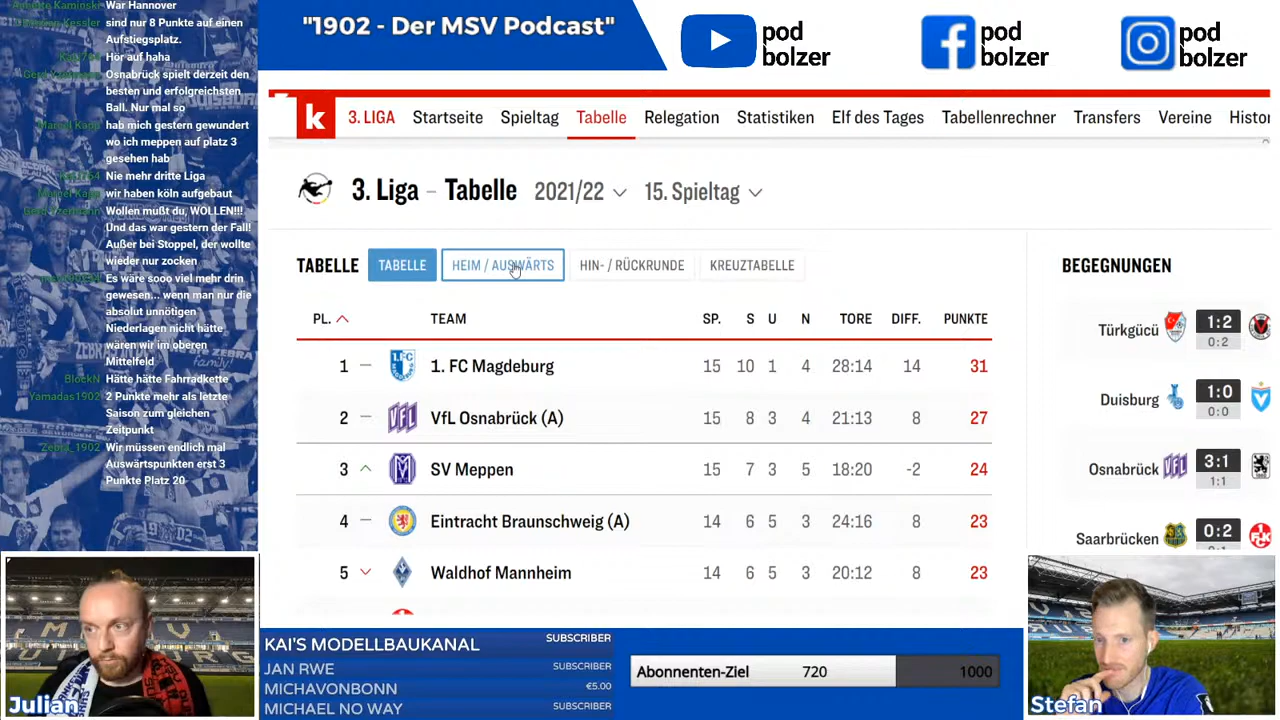 Annette Kaminski War Hannover
sind nur 8 Punkte auf einen
Aufstiegsplatz.
Hör auf haha
Osnabrück spielt derzeit den
besten und erfolgreichsten
Ball. Nur mal so
Marcel Kapp hab mich gestern gewundert
wo ich meppen auf platz 3
gesehen hab
Nie mehr dritte Liga
Marcel Kapp wir haben köln aufgebaut
Wollen mußt du, WOLLEN!!!
Und das war gestern der Fall!
Außer bei Stoppel, der wollte
wieder nur zocken
Es wäre sooo viel mehr drin
gewesen... wenn man nur die
absolut unnötigen
Niederlagen nicht hätte
wären wir im oberen
Mittelfeld
BlockN Hätte hätte Fahrradkette
Yamadas1902 2 Punkte mehr als letzte
Saison zum gleichen
Zeitpunkt
Zebra_1902 Wir müssen endlich mal
Auswärtspunkten erst 3
Punkte Platz 20
"1902 - Der MSV Podcast"
pod
bolzer
pod
bolzer
pod
bolzer
k 3. LIGA Startseite Spieltag Tabelle Relegation Statistiken Elf des Tages Tabellenrechner Transfers Vereine Histor
3. Liga – Tabelle 2021/22 15. Spieltag
TABELLE TABELLE HEIM / AUSWÄRTS HIN- / RÜCKRUNDE KREUZTABELLE
PL. TEAM SP. S U N TORE DIFF. PUNKTE
1 1. FC Magdeburg 15 10 1 4 28:14 14 31
2 VfL Osnabrück (A) 15 8 3 4 21:13 8 27
3 SV Meppen 15 7 3 5 18:20 -2 24
4 Eintracht Braunschweig (A) 14 6 5 3 24:16 8 23
5 Waldhof Mannheim 14 6 5 3 20:12 8 23
BEGEGNUNGEN
Türkgücü 1:2
0:2
Duisburg 1:0
0:0
Osnabrück 3:1
1:1
Saarbrücken 0:2
Julian
KAI'S MODELLBAUKANAL SUBSCRIBER
JAN RWE SUBSCRIBER
MICHAVONBONN €5.00
MICHAEL NO WAY SUBSCRIBER
Abonnenten-Ziel 720 1000
Stefan